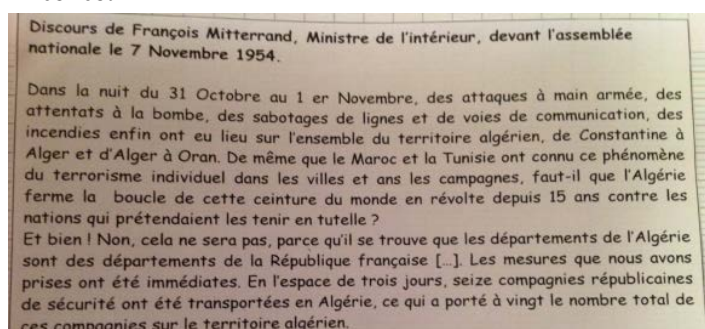 Discours de François Mitterrand, Ministre de l'intérieur, devant l'assemblée
nationale le 7 Novembre 1954.
Dans la nuit du 31 Octobre au 1 er Novembre, des attaques à main armée, des
attentats à la bombe, des sabotages de lignes et de voies de communication, des
incendies enfin ont eu lieu sur l'ensemble du territoire algérien, de Constantine à
Alger et d'Alger à Oran. De même que le Maroc et la Tunisie ont connu ce phénomène
du terrorisme individuel dans les villes et ans les campagnes, faut-il que l'Algérie
ferme la boucle de cette ceinture du monde en révolte depuis 15 ans contre les
nations qui prétendaient les tenir en tutelle ?
Et bien ! Non, cela ne sera pas, parce qu'il se trouve que les départements de l'Algérie
sont des départements de la République française [...]. Les mesures que nous avons
prises ont été immédiates. En l'espace de trois jours, seize compagnies républicaines
de sécurité ont été transportées en Algérie, ce qui a porté à vingt le nombre total de
ces compagnies sur le territoire algérien.